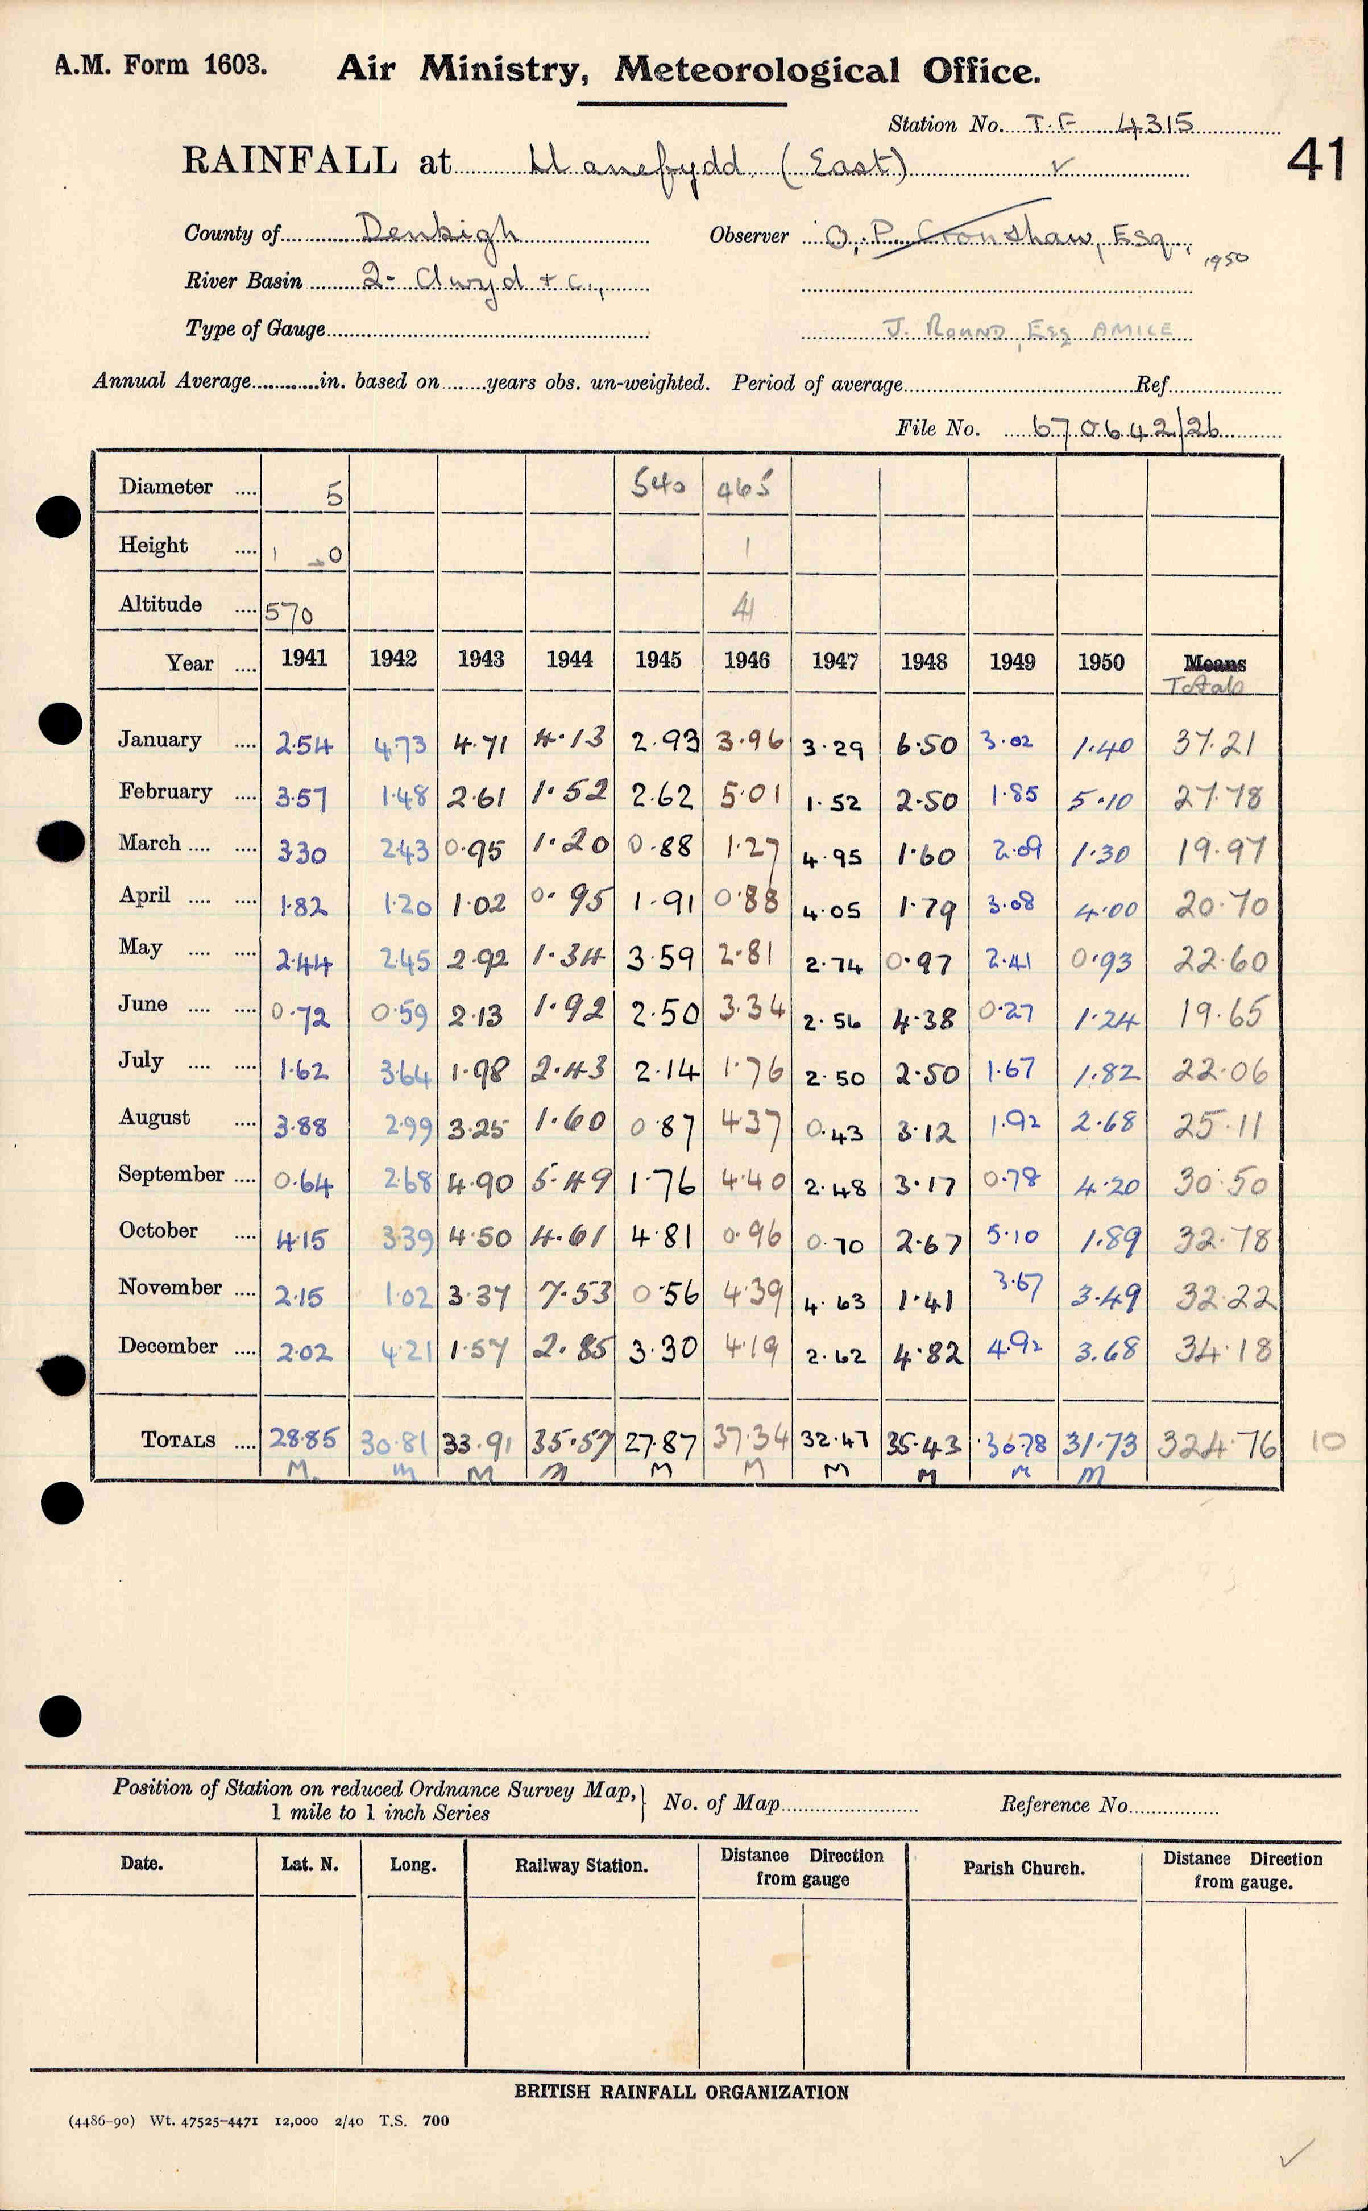 A.M. Form 1603. Air Ministry, Meteorological Office.
Station No. T.F 4315
41
RAINFALL at Llanefydd (East) ✓
County of Denbigh Observer O. P. Cronshaw, Esq., 1950
River Basin 2- Clwyd + c.,
Type of Gauge J. ROUND, Esq AMICE
Annual Average in. based on years obs. un-weighted. Period of average Ref
File No. 670642/26
Diameter 5 540 465
Height 1 0 1
Altitude 570 41
Year 1941 1942 1943 1944 1945 1946 1947 1948 1949 1950 Means Totals
January 2.54 4.73 4.71 4.13 2.93 3.96 3.29 6.50 3.02 1.40 37.21
February 3.57 1.48 2.61 1.52 2.62 5.01 1.52 2.50 1.85 5.10 27.78
March 3.30 2.43 0.95 1.20 0.88 1.27 4.95 1.60 2.09 1.30 19.97
April 1.82 1.20 1.02 0.95 1.91 0.88 4.05 1.79 3.08 4.00 20.70
May 2.44 2.45 2.92 1.34 3.59 2.81 2.74 0.97 2.41 0.93 22.60
June 0.72 0.59 2.13 1.92 2.50 3.34 2.56 4.38 0.27 1.24 19.65
July 1.62 3.64 1.98 2.43 2.14 1.76 2.50 2.50 1.67 1.82 22.06
August 3.88 2.99 3.25 1.60 0.87 4.37 0.43 3.12 1.92 2.68 25.11
September 0.64 2.68 4.90 5.49 1.76 4.40 2.48 3.17 0.78 4.20 30.50
October 4.15 3.39 4.50 4.61 4.81 0.96 0.70 2.67 5.10 1.89 32.78
November 2.15 1.02 3.37 7.53 0.56 4.39 4.63 1.41 3.67 3.49 32.22
December 2.02 4.21 1.57 2.85 3.30 4.19 2.62 4.82 4.92 3.68 34.18
TOTALS 28.85 30.81 33.91 35.57 27.87 37.34 32.47 35.43 30.78 31.73 324.76 10
M. M M M M M M M M M
Position of Station on reduced Ordnance Survey Map, 1 mile to 1 inch Series No. of Map Reference No.
Date. Lat. N. Long. Railway Station. Distance Direction from gauge Parish Church. Distance Direction from gauge.
BRITISH RAINFALL ORGANIZATION
(4486-90) Wt. 47525-4471 12,000 2/40 T.S. 700
✓